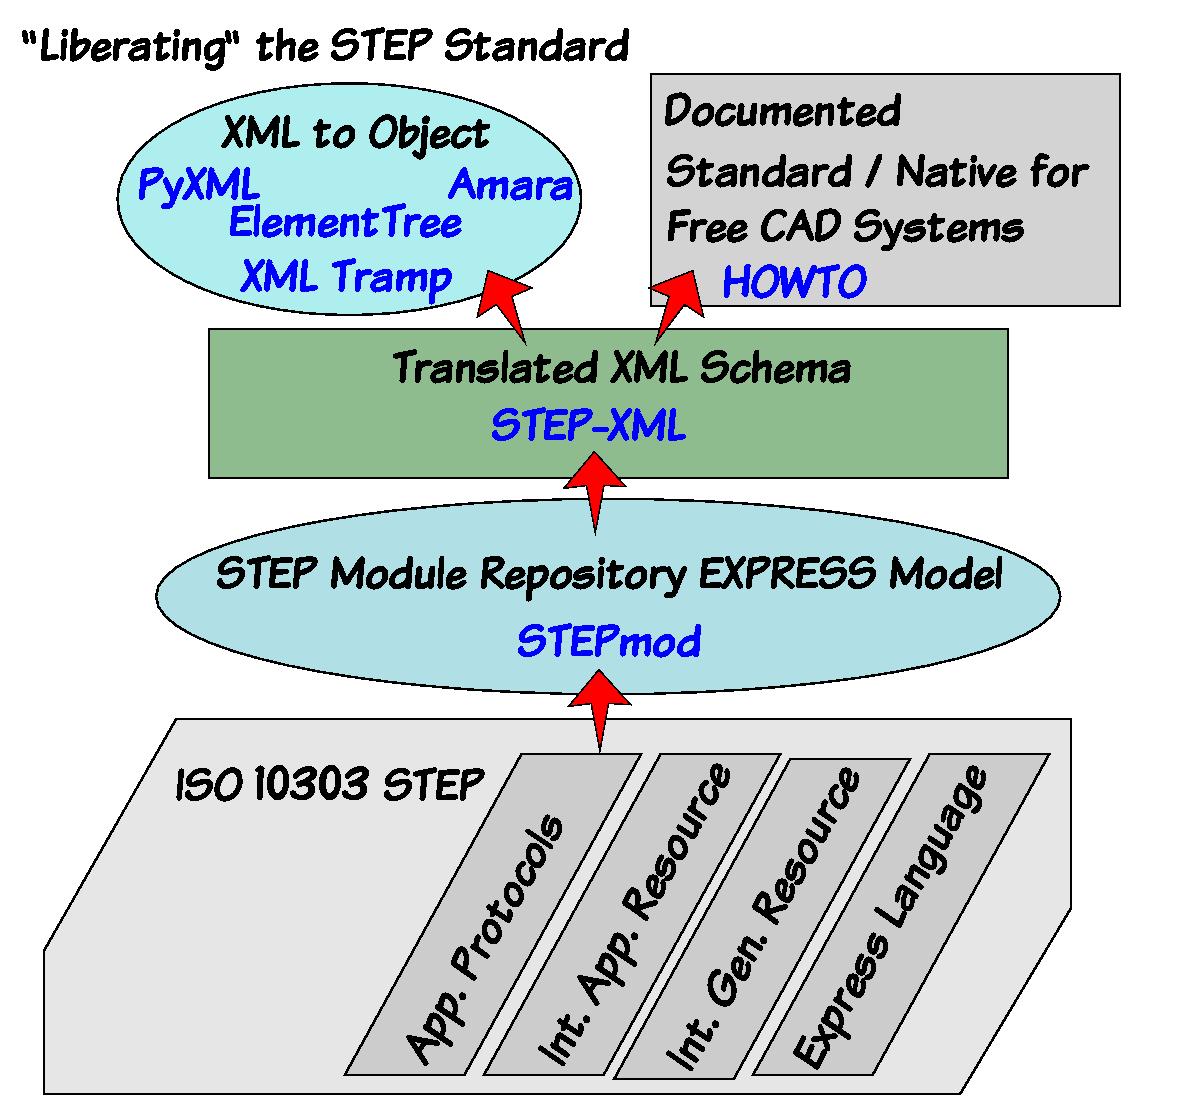 "Liberating" the STEP Standard
XML to Object
PyXML
Amara
ElementTree
XML Tramp
Documented
Standard / Native for
Free CAD Systems
HOWTO
Translated XML Schema
STEP-XML
STEP Module Repository EXPRESS Model
STEPmod
ISO 10303 STEP
App. Protocols
Int. App. Resource
Int. Gen. Resource
Express Language